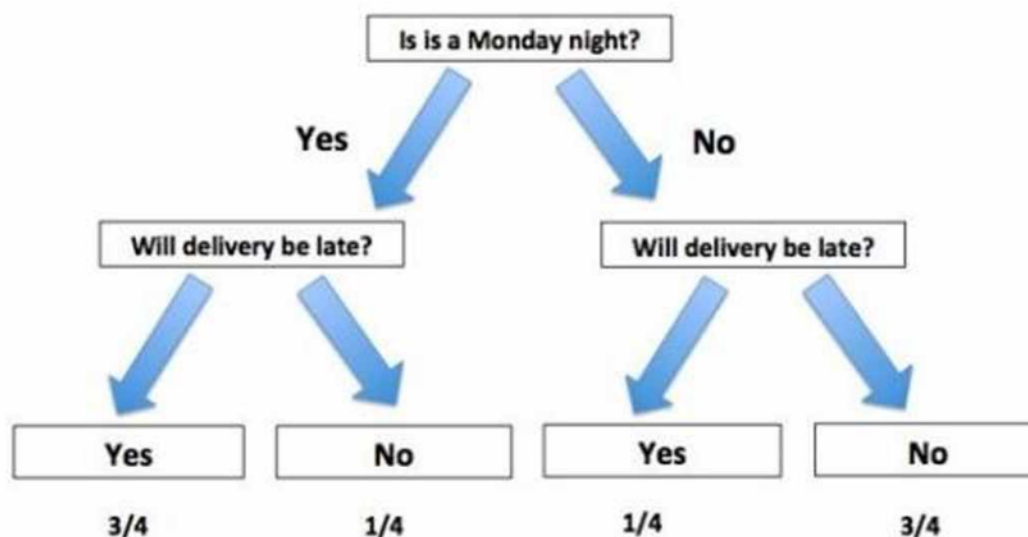 Is is a Monday night?
Yes
No
Will delivery be late?
Will delivery be late?
Yes
No
Yes
No
3/4
1/4
1/4
3/4